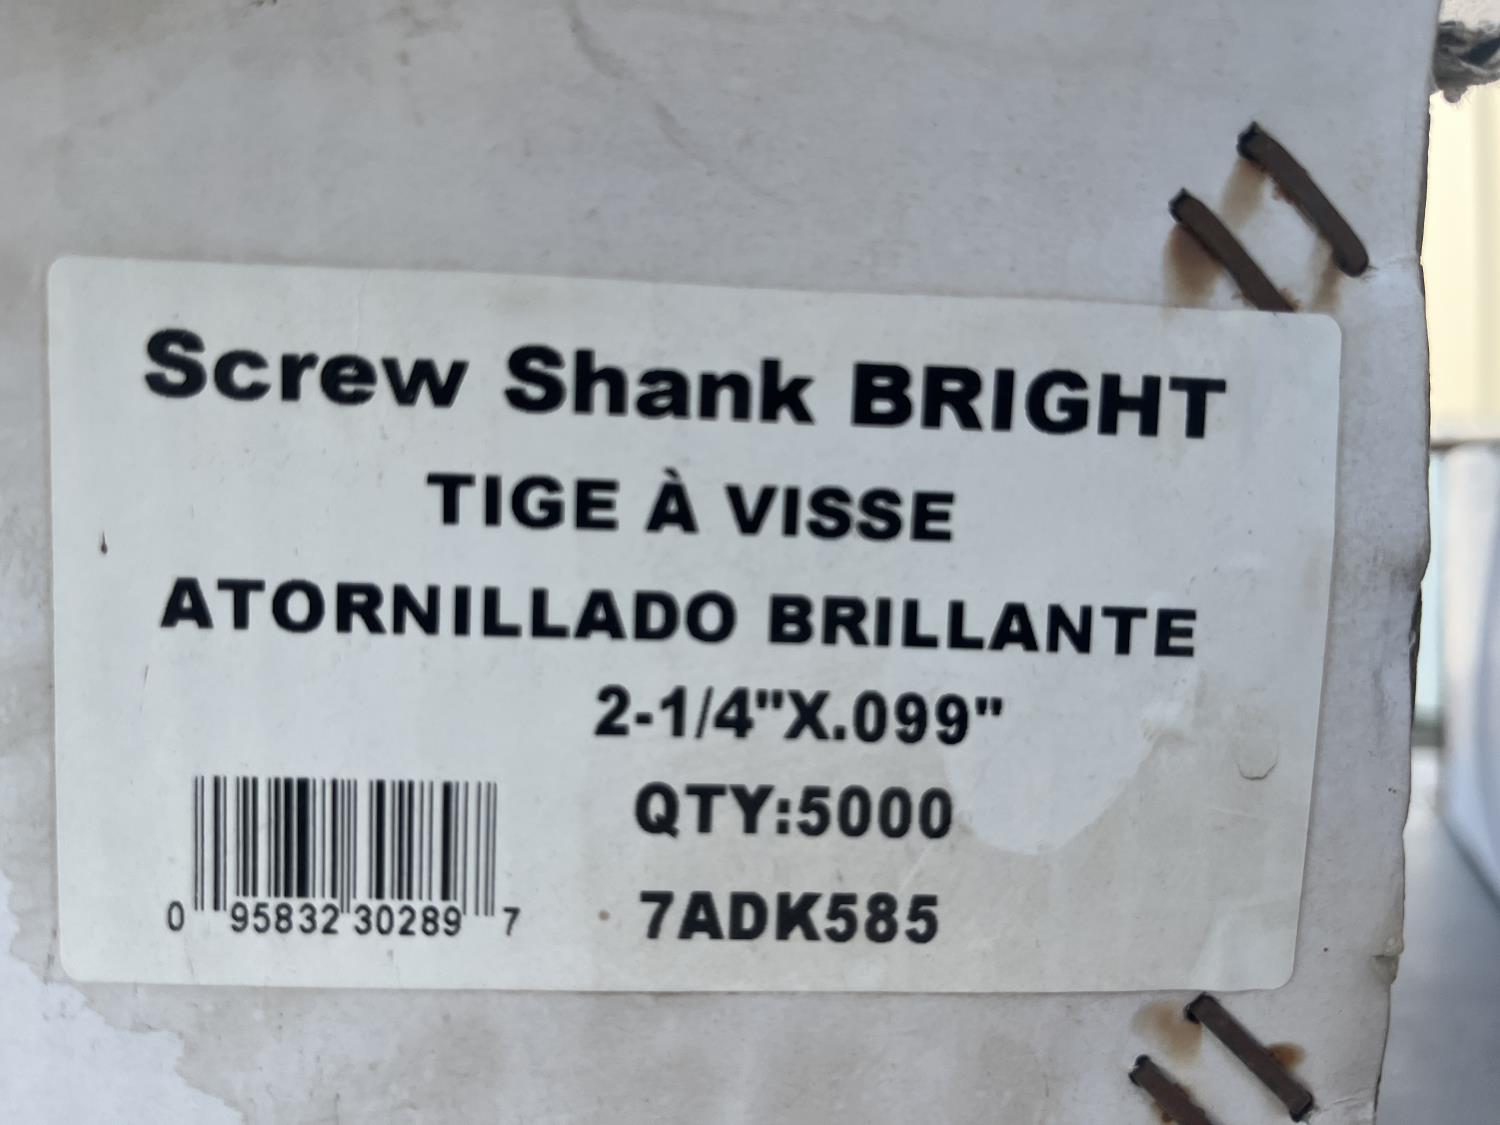 Screw Shank BRIGHT
TIGE À VISSE
ATORNILLADO BRILLANTE
2-1/4"X.099"
QTY:5000
7ADK585
0 95832 30289 7